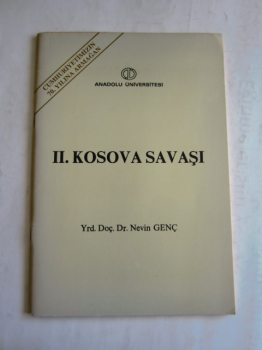 CUMHURİYETİMİZİN
70. YILINA ARMAĞAN
ANADOLU ÜNİVERSİTESİ
II. KOSOVA SAVAŞI
Yrd. Doç. Dr. Nevin GENÇ